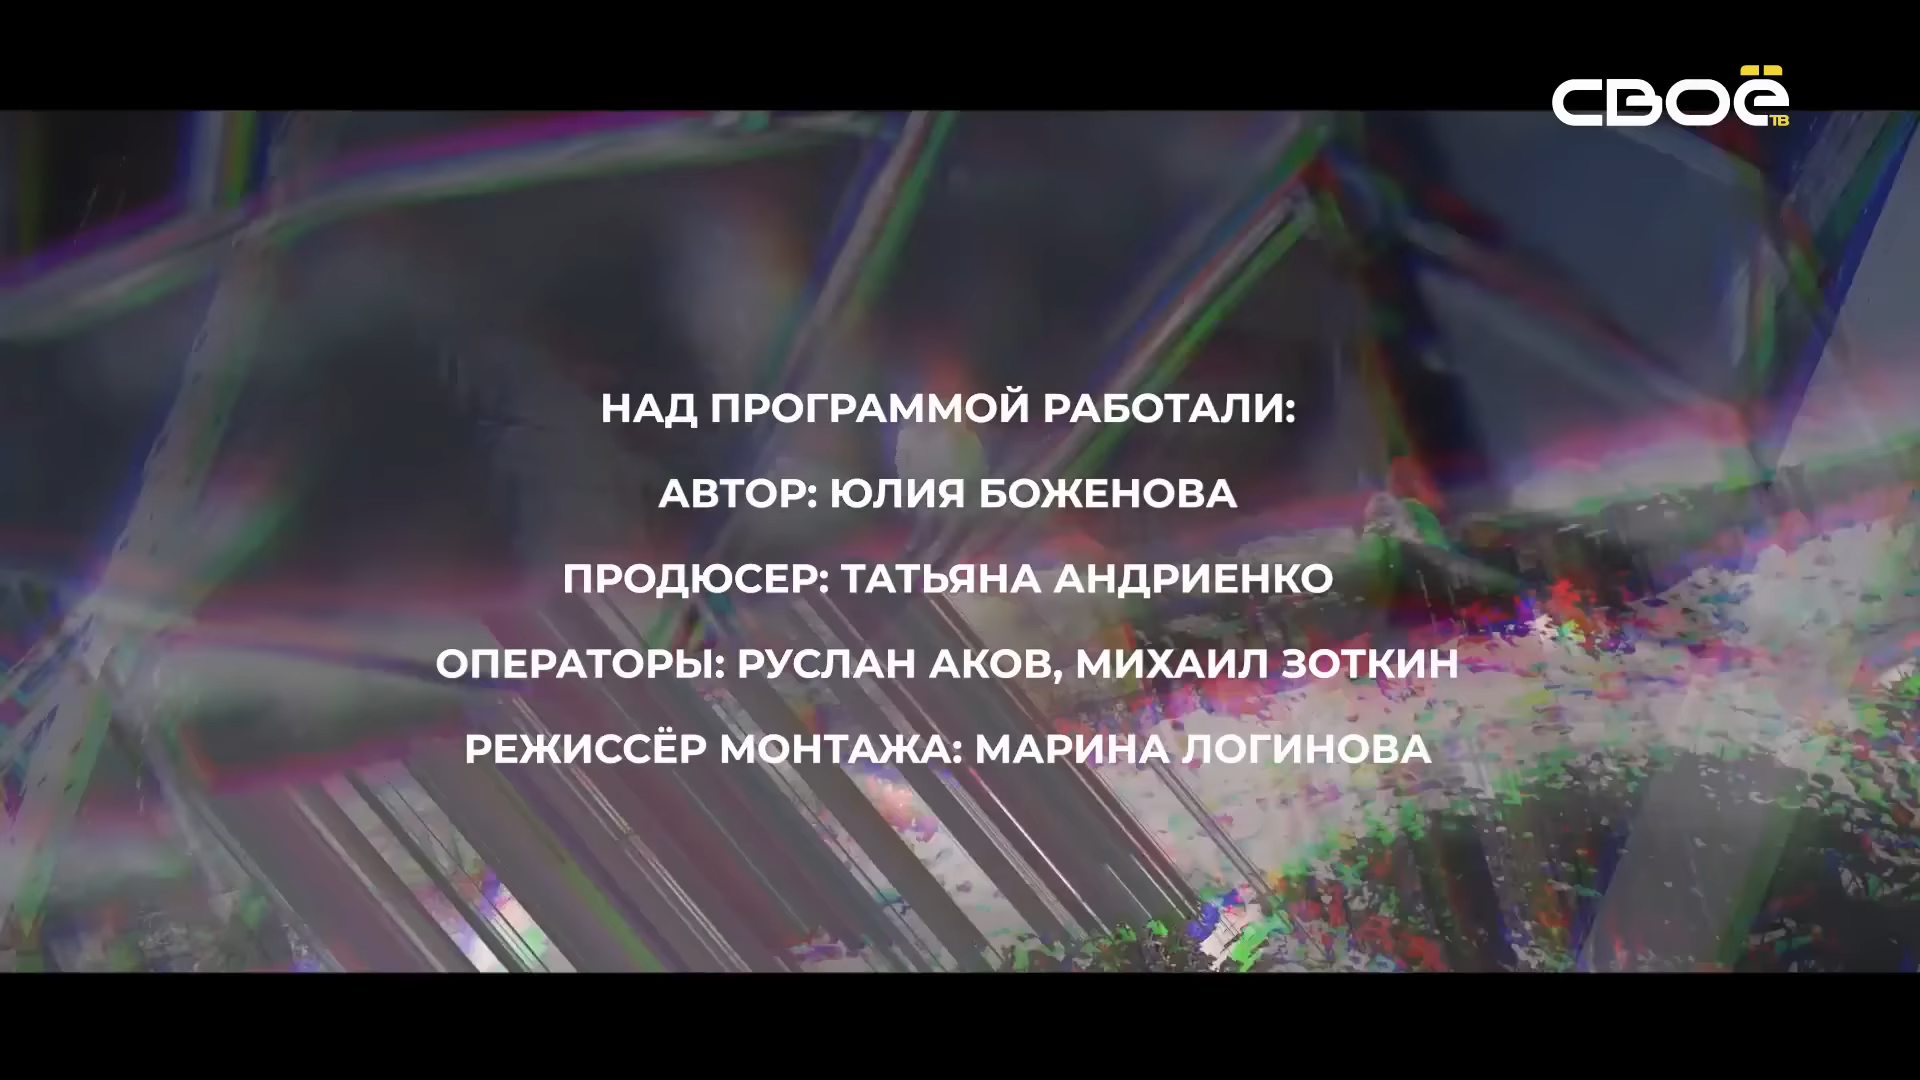 СВОЁ
ТВ
НАД ПРОГРАММОЙ РАБОТАЛИ:
АВТОР: ЮЛИЯ БОЖЕНОВА
ПРОДЮСЕР: ТАТЬЯНА АНДРИЕНКО
ОПЕРАТОРЫ: РУСЛАН АКОВ, МИХАИЛ ЗОТКИН
РЕЖИССЁР МОНТАЖА: МАРИНА ЛОГИНОВА